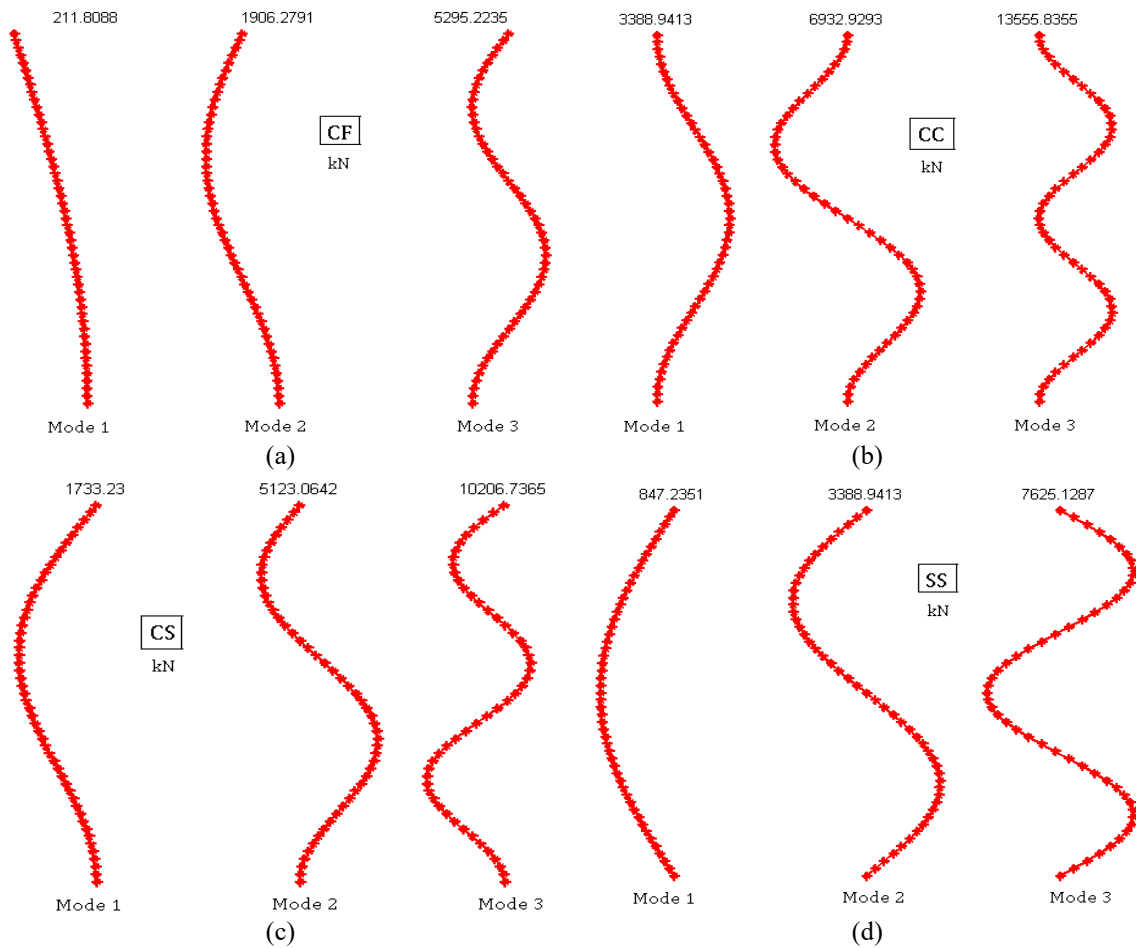 211.8088
1906.2791
5295.2235
CF
kN
Mode 1
Mode 2
Mode 3
(a)
3388.9413
6932.9293
13555.8355
CC
kN
Mode 1
Mode 2
Mode 3
(b)
1733.23
5123.0642
10206.7365
CS
kN
Mode 1
Mode 2
Mode 3
(c)
847.2351
3388.9413
7625.1287
SS
kN
Mode 1
Mode 2
Mode 3
(d)